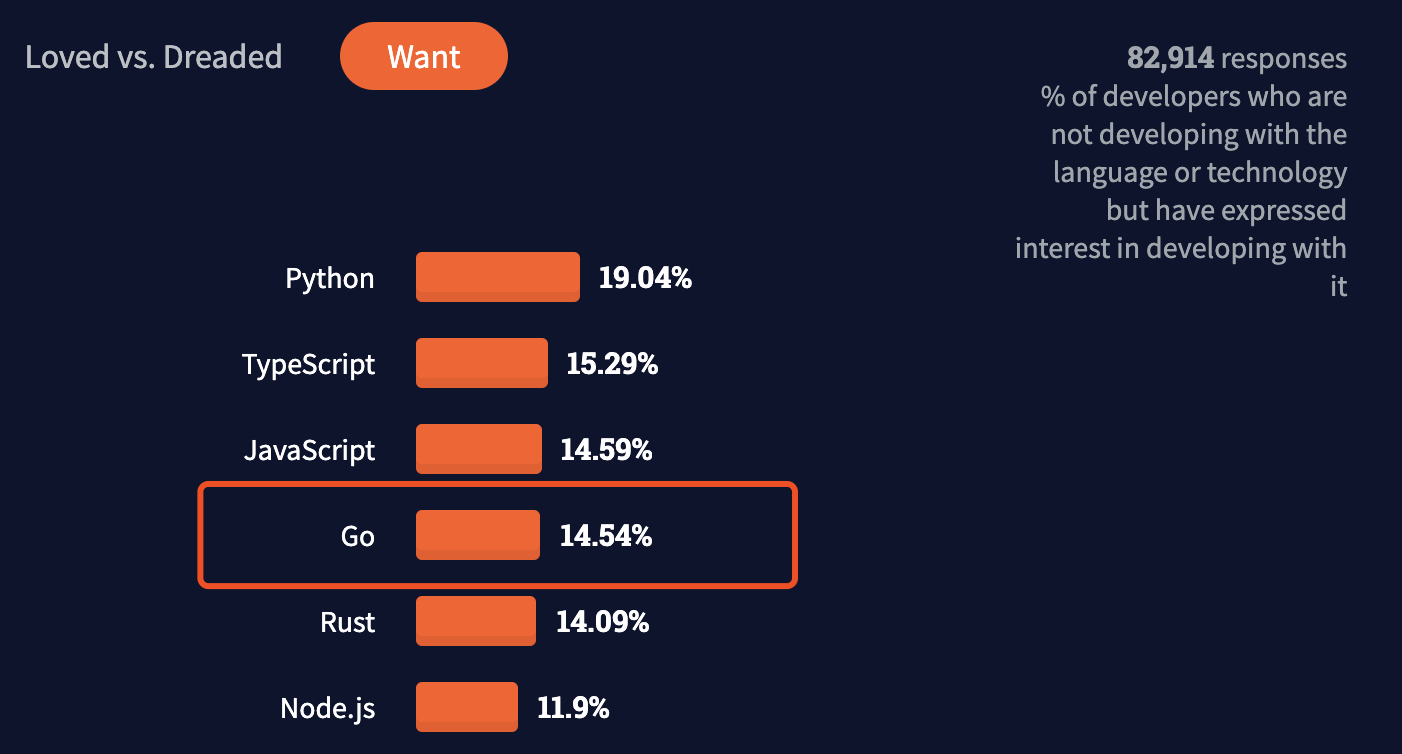 Loved vs. Dreaded
Want
82,914 responses
% of developers who are
not developing with the
language or technology
but have expressed
interest in developing with
it
Python 19.04%
TypeScript 15.29%
JavaScript 14.59%
Go 14.54%
Rust 14.09%
Node.js 11.9%